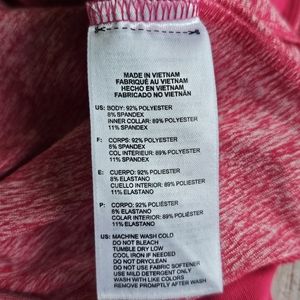 MADE IN VIETNAM
FABRIQUÉ AU VIETNAM
HECHO EN VIETNAM
FABRICADO NO VIETNÃN
US: BODY: 92% POLYESTER
8% SPANDEX
INNER COLLAR: 89% POLYESTER
11% SPANDEX
F: CORPS: 92% POLYESTER
8% SPANDEX
COL INTERIEUR: 89% POLYESTER
11% SPANDEX
E: CUERPO: 92% POLIÉSTER
8% ELASTANO
CUELLO INTERIOR: 89% POLIÉSTER
11% ELASTANO
P: CORPO: 92% POLIÉSTER
8% ELASTANO
COLAR INTERIOR: 89% POLIÉSTER
11% ELASTANO
US: MACHINE WASH COLD
DO NOT BLEACH
TUMBLE DRY LOW
COOL IRON IF NEEDED
DO NOT DRYCLEAN
DO NOT USE FABRIC SOFTENER
USE MILD DETERGENT ONLY
WASH WITH LIKE COLORS
REMOVE PROMPTLY AFTER WASH